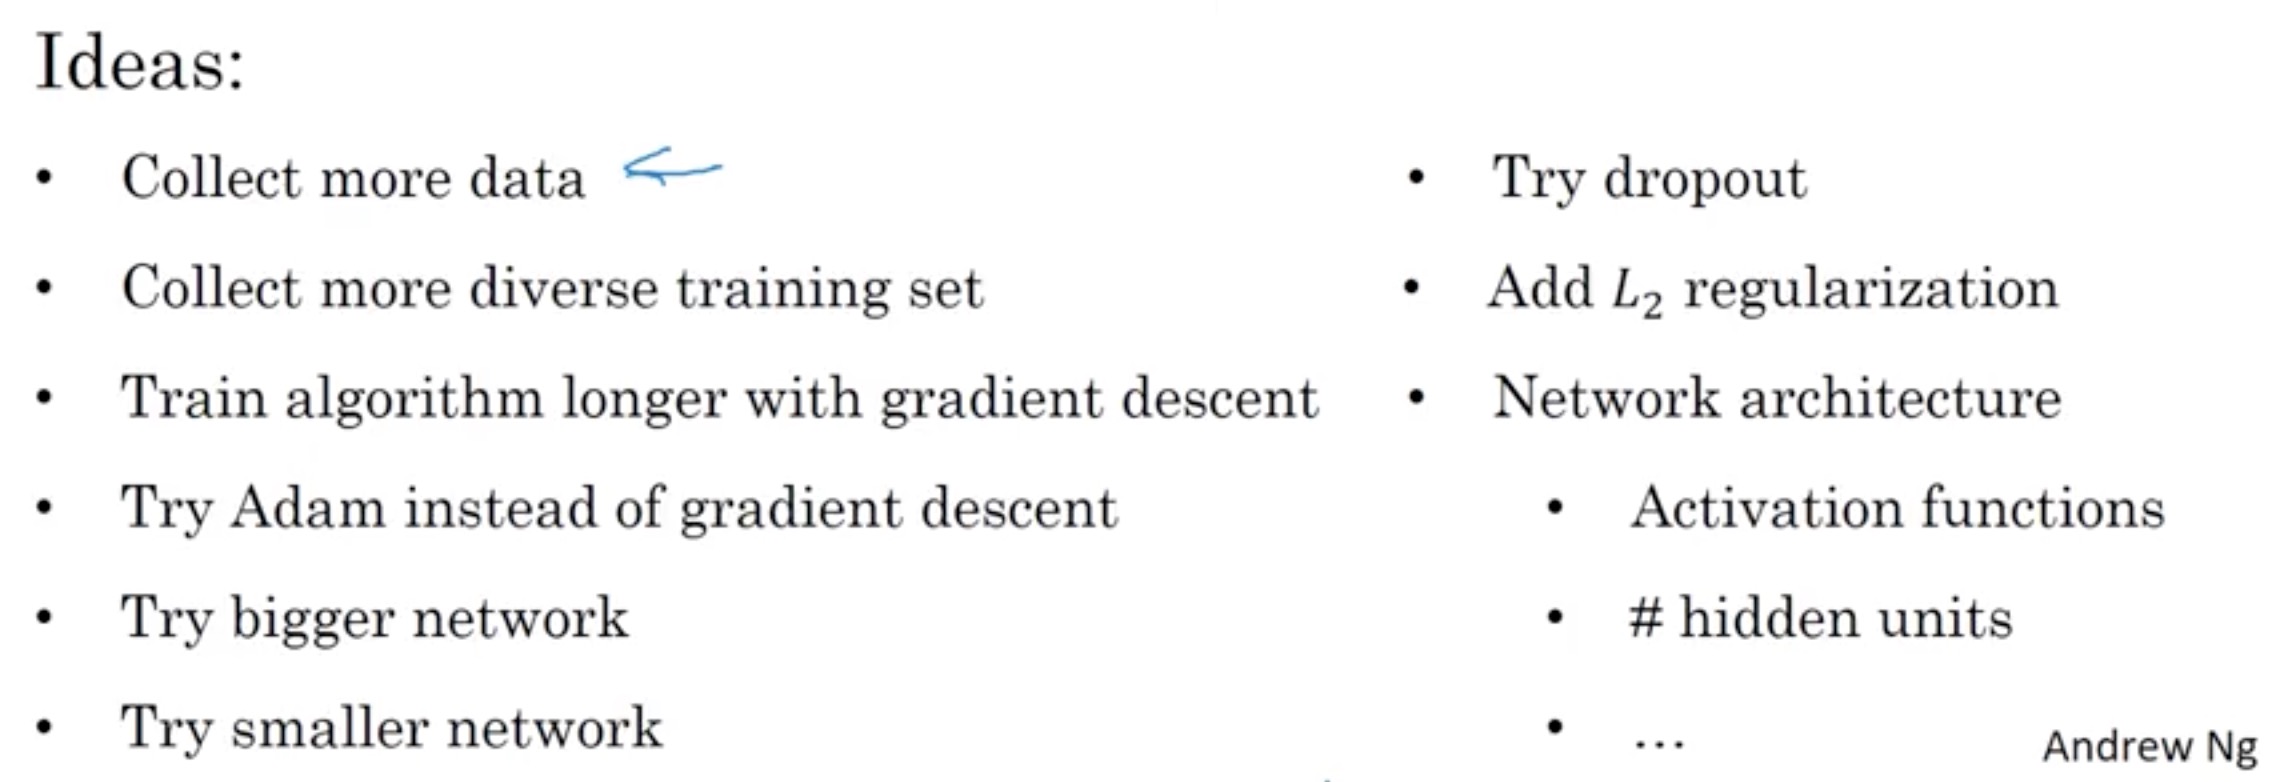 Ideas:
• Collect more data
• Collect more diverse training set
• Train algorithm longer with gradient descent
• Try Adam instead of gradient descent
• Try bigger network
• Try smaller network
• Try dropout
• Add L₂ regularization
• Network architecture
• Activation functions
• # hidden units
• ...
Andrew Ng